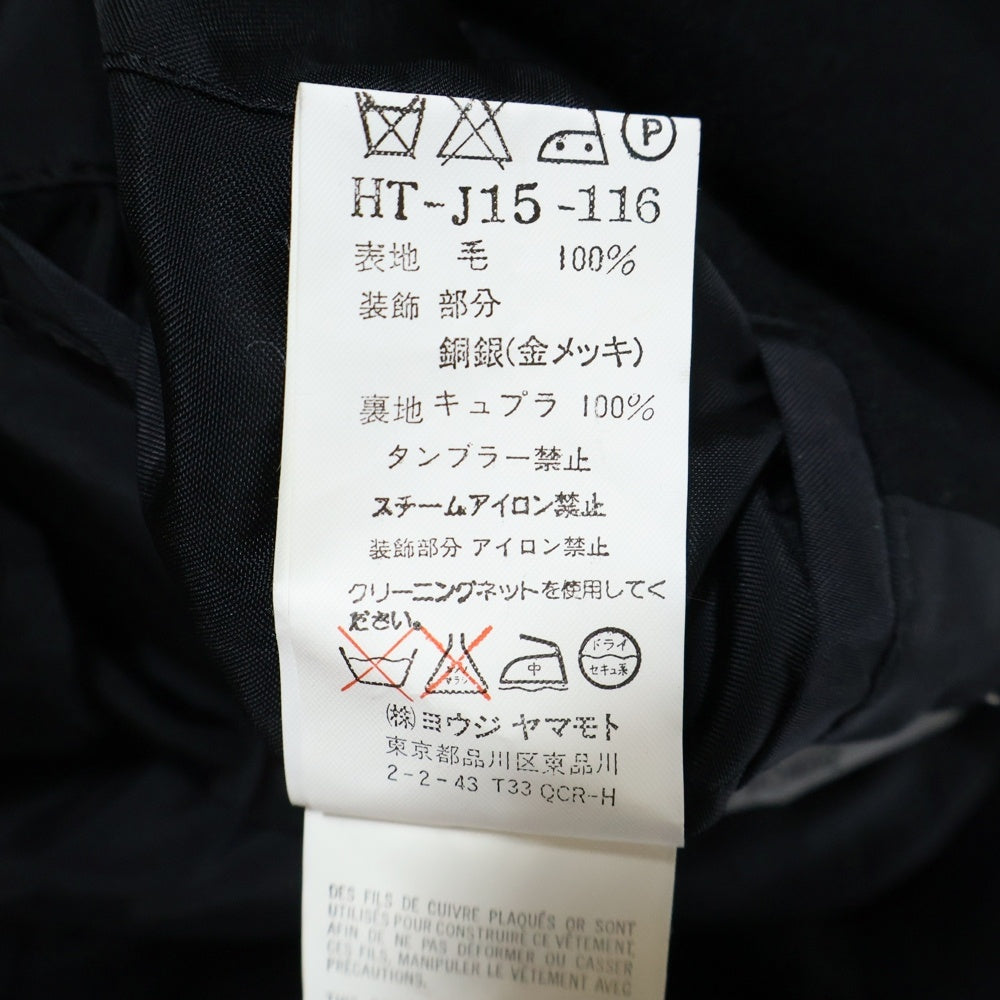 P
HT-J15-116
表地 毛 100%
装飾 部分
銅銀(金メッキ)
裏地 キュプラ 100%
タンブラー禁止
スチームアイロン禁止
装飾部分 アイロン禁止
クリーニングネットを使用してく
ださい。
エンソ
サラシ
中
ドライ
セキュ系
(株)ヨウジ ヤマモト
東京都品川区東品川
2-2-43 T33 QCR-H
DES FILS DE CUIVRE PLAQUÉS OR SONT
UTILISÉS POUR CONSTRUIRE CE VÊTEMENT,
AFIN DE NE PAS DÉFORMER OU CASSER
CES FILS, MANIPULER LE VÊTEMENT AVEC
PRÉCAUTIONS.